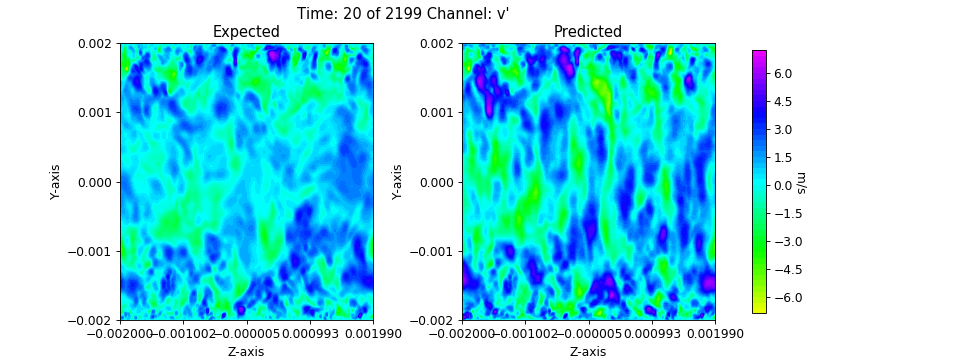 Time: 20 of 2199 Channel: v'
Expected
Predicted
0.002
0.001
0.000
−0.001
−0.002
Y-axis
−0.002000 −0.001002 −0.000005 0.000993 0.001990
Z-axis
0.002
0.001
0.000
−0.001
−0.002
Y-axis
−0.002000 −0.001002 −0.000005 0.000993 0.001990
Z-axis
6.0
4.5
3.0
1.5
0.0
−1.5
−3.0
−4.5
−6.0
m/s